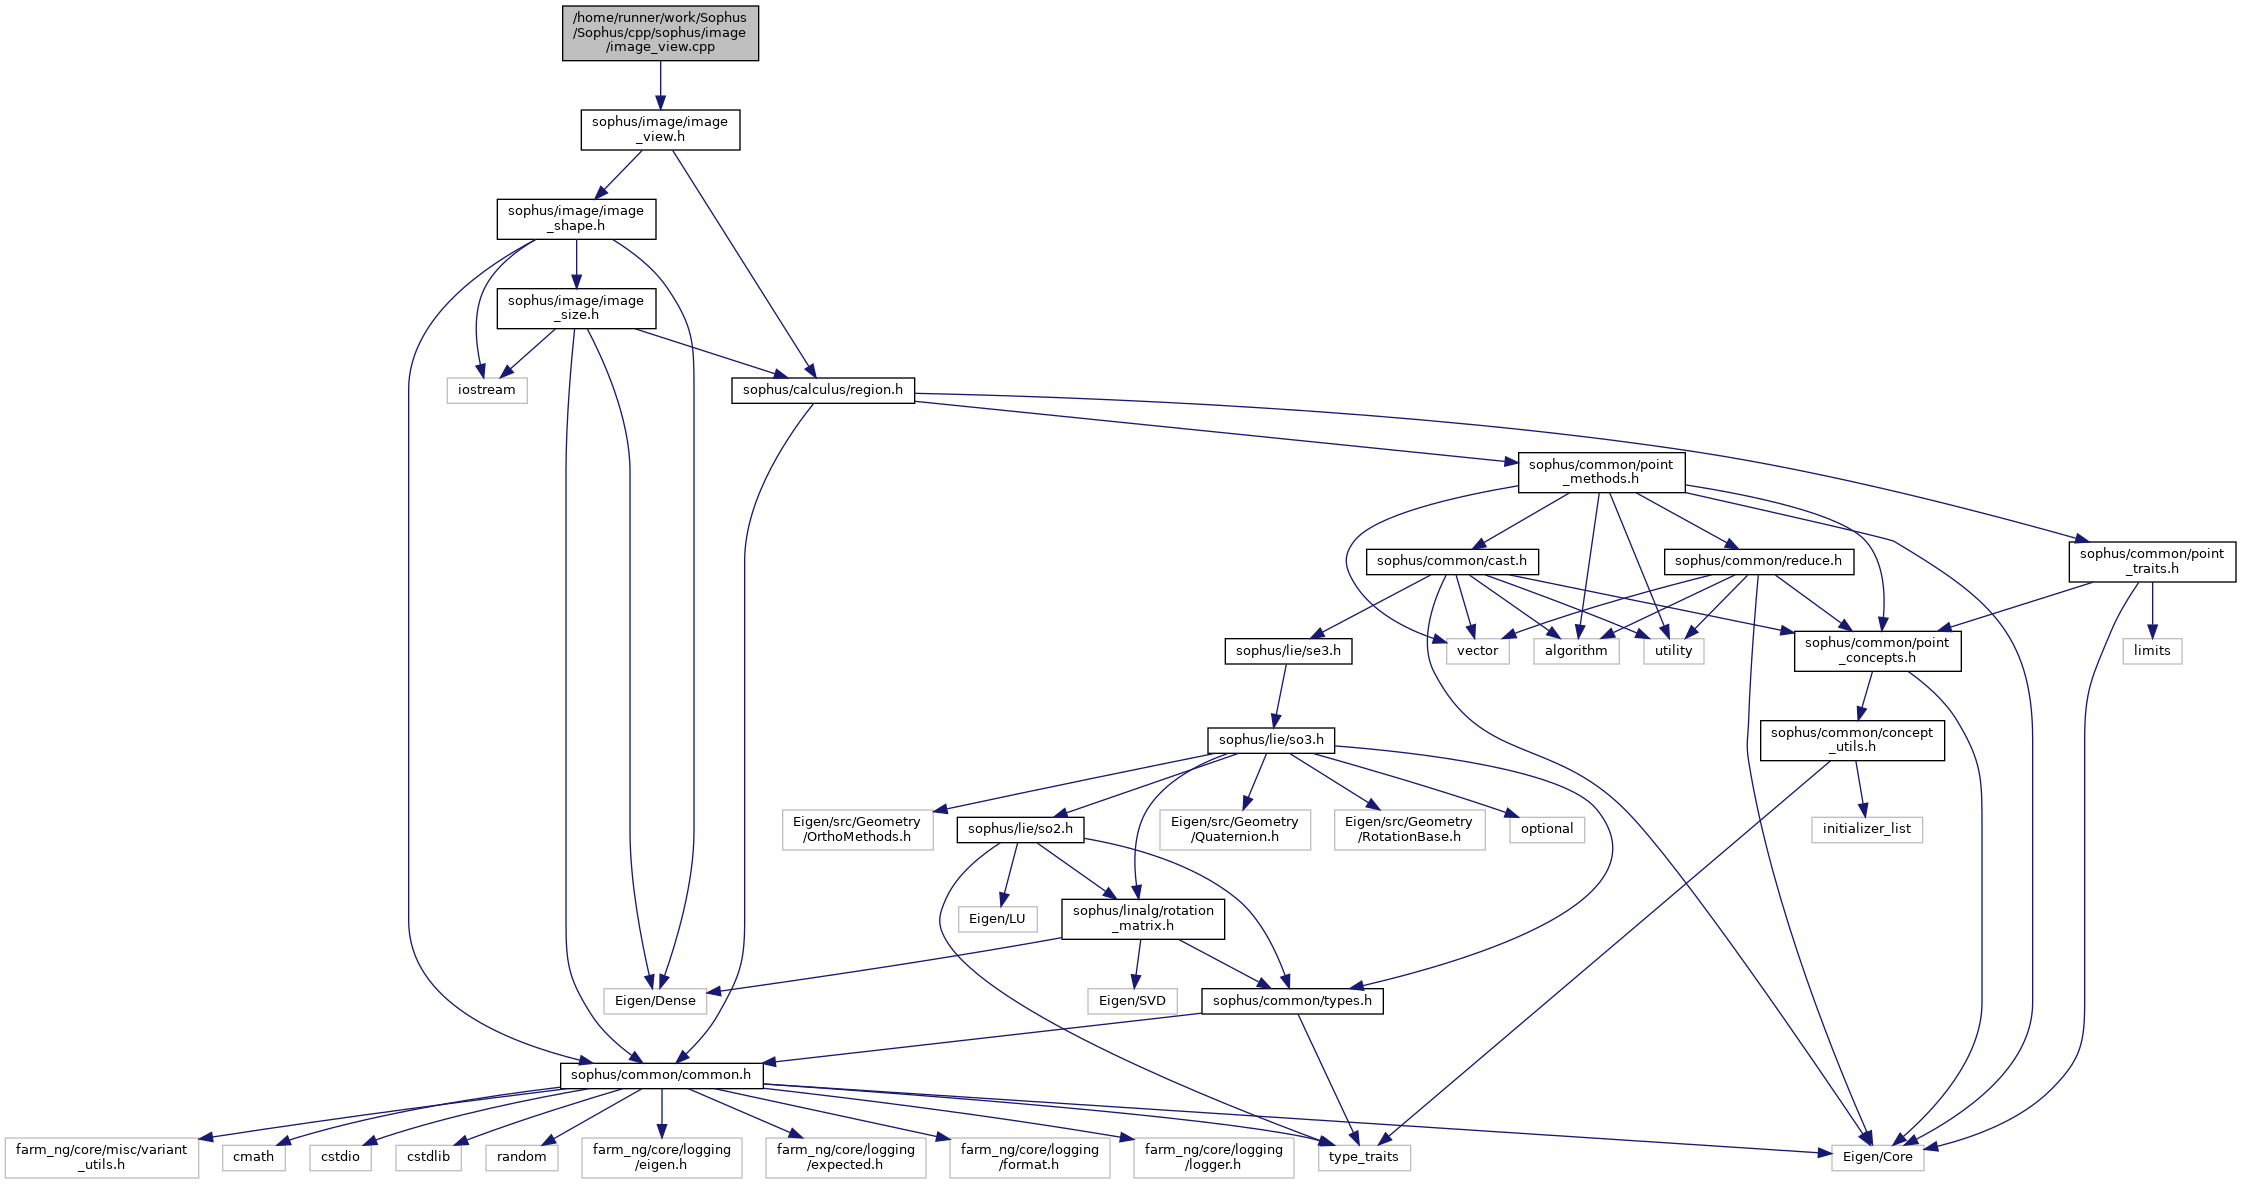 /home/runner/work/Sophus
/Sophus/cpp/sophus/image
/image_view.cpp
sophus/image/image
_view.h
sophus/image/image
_shape.h
sophus/image/image
_size.h
iostream
sophus/calculus/region.h
sophus/common/point
_methods.h
sophus/common/cast.h
sophus/common/reduce.h
sophus/common/point
_traits.h
sophus/lie/se3.h
vector
algorithm
utility
sophus/common/point
_concepts.h
limits
sophus/lie/so3.h
sophus/common/concept
_utils.h
Eigen/src/Geometry
/OrthoMethods.h
sophus/lie/so2.h
Eigen/src/Geometry
/Quaternion.h
Eigen/src/Geometry
/RotationBase.h
optional
initializer_list
Eigen/LU
sophus/linalg/rotation
_matrix.h
Eigen/Dense
Eigen/SVD
sophus/common/types.h
sophus/common/common.h
farm_ng/core/misc/variant
_utils.h
cmath
cstdio
cstdlib
random
farm_ng/core/logging
/eigen.h
farm_ng/core/logging
/expected.h
farm_ng/core/logging
/format.h
farm_ng/core/logging
/logger.h
type_traits
Eigen/Core